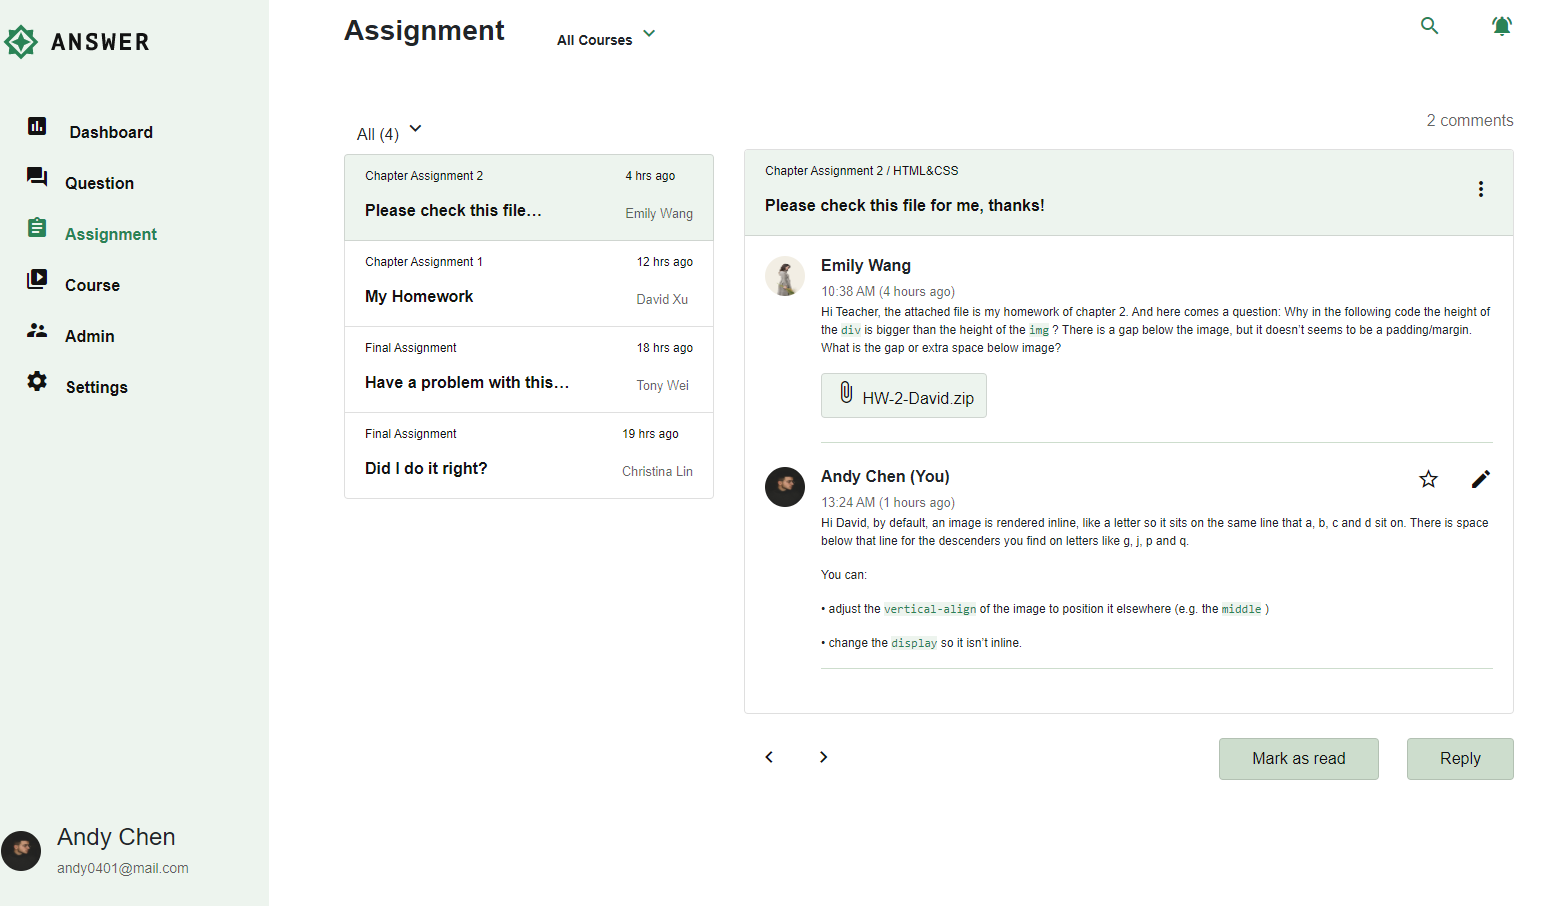 ANSWER
Dashboard
Question
Assignment
Course
Admin
Settings
Andy Chen
andy0401@mail.com
Assignment
All Courses
All (4)
Chapter Assignment 2
4 hrs ago
Please check this file…
Emily Wang
Chapter Assignment 1
12 hrs ago
My Homework
David Xu
Final Assignment
18 hrs ago
Have a problem with this…
Tony Wei
Final Assignment
19 hrs ago
Did I do it right?
Christina Lin
2 comments
Chapter Assignment 2 / HTML&CSS
Please check this file for me, thanks!
Emily Wang
10:38 AM (4 hours ago)
Hi Teacher, the attached file is my homework of chapter 2. And here comes a question: Why in the following code the height of
the div is bigger than the height of the img ? There is a gap below the image, but it doesn't seems to be a padding/margin.
What is the gap or extra space below image?
HW-2-David.zip
Andy Chen (You)
13:24 AM (1 hours ago)
Hi David, by default, an image is rendered inline, like a letter so it sits on the same line that a, b, c and d sit on. There is space
below that line for the descenders you find on letters like g, j, p and q.
You can:
• adjust the vertical-align of the image to position it elsewhere (e.g. the middle )
• change the display so it isn't inline.
Mark as read
Reply